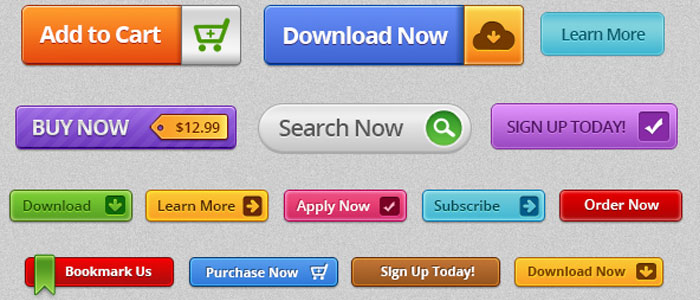 Add to Cart
Download Now
Learn More
BUY NOW
$12.99
Search Now
SIGN UP TODAY!
Download
Learn More
Apply Now
Subscribe
Order Now
Bookmark Us
Purchase Now
SIgn Up Today!
Download Now